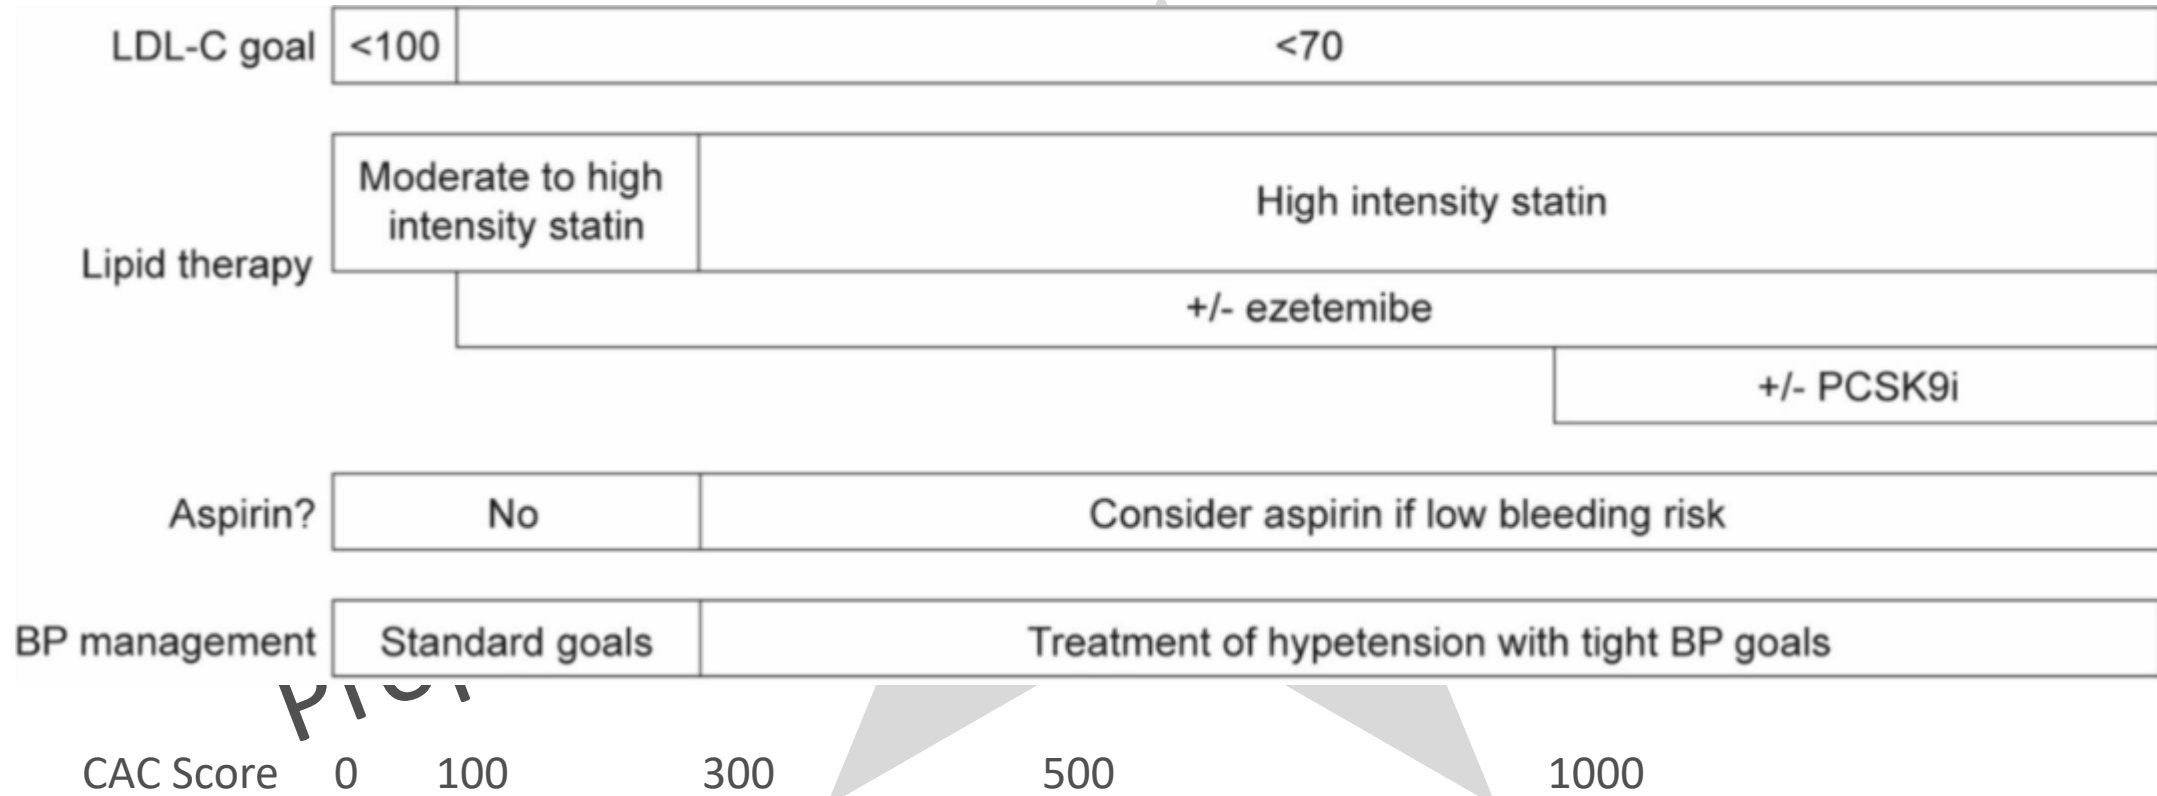 LDL-C goal <100 <70
Moderate to high
intensity statin
High intensity statin
Lipid therapy
+/- ezetemibe
+/- PCSK9i
Aspirin? No Consider aspirin if low bleeding risk
BP management Standard goals Treatment of hypetension with tight BP goals
CAC Score 0 100 300 500 1000